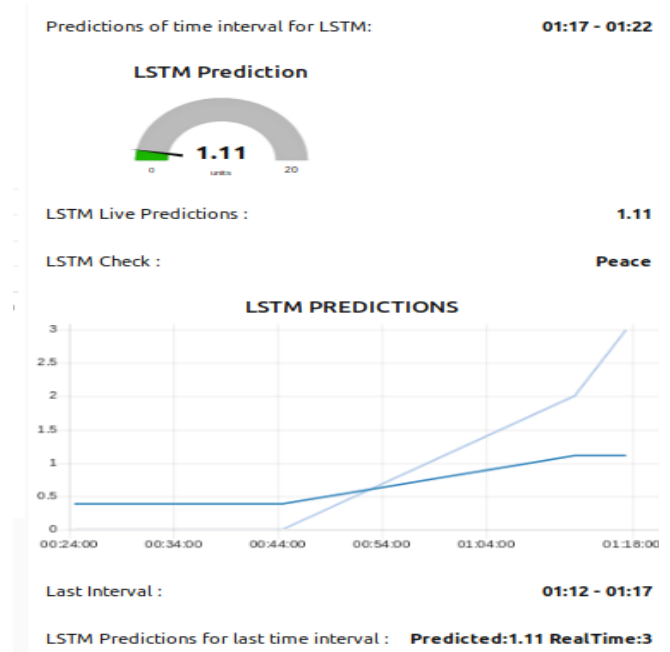 Predictions of time interval for LSTM: 01:17 - 01:22
LSTM Prediction
1.11
0 units 20
LSTM Live Predictions : 1.11
LSTM Check : Peace
LSTM PREDICTIONS
3
2.5
2
1.5
1
0.5
0
00:24:00 00:34:00 00:44:00 00:54:00 01:04:00 01:18:00
Last Interval : 01:12 - 01:17
LSTM Predictions for last time interval : Predicted:1.11 RealTime:3